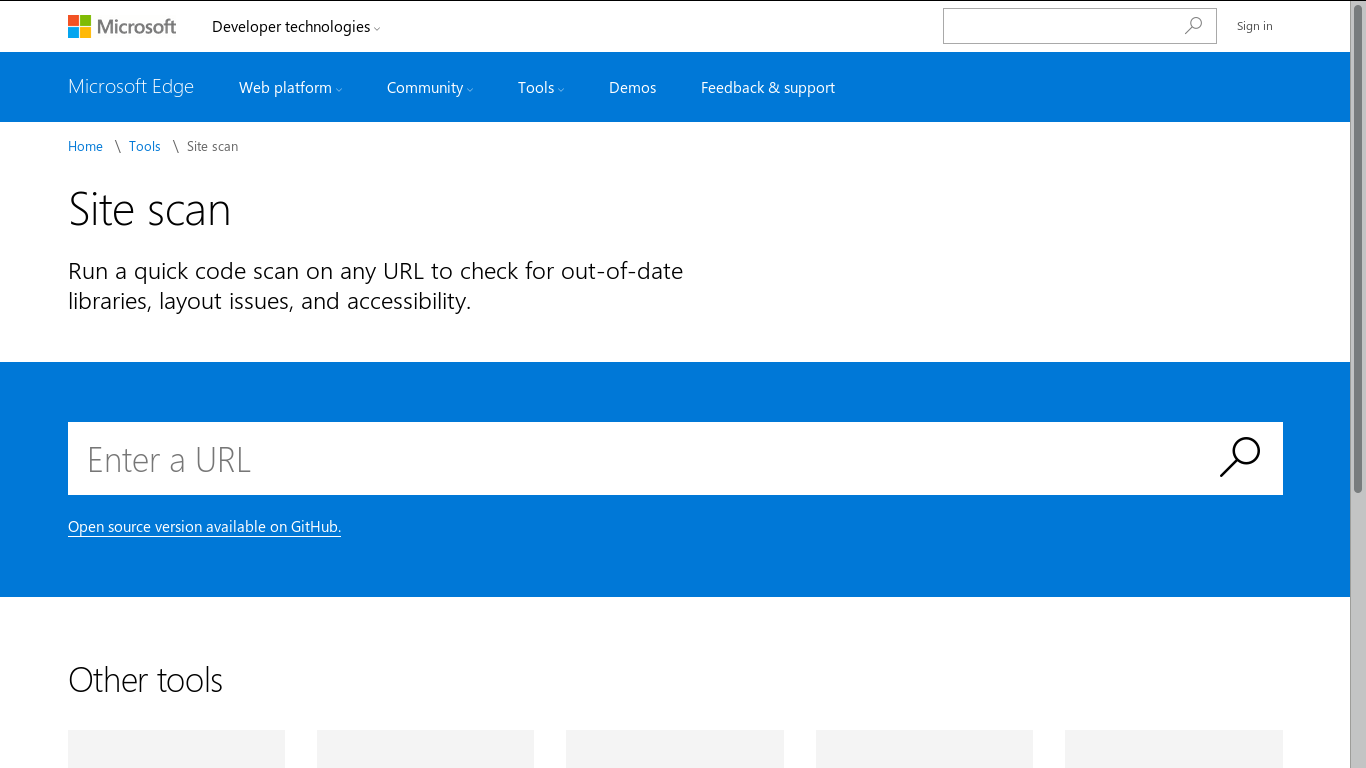 Microsoft
Developer technologies
Sign in
Microsoft Edge
Web platform
Community
Tools
Demos
Feedback & support
Home \ Tools \ Site scan
Site scan
Run a quick code scan on any URL to check for out-of-date
libraries, layout issues, and accessibility.
Enter a URL
Open source version available on GitHub.
Other tools